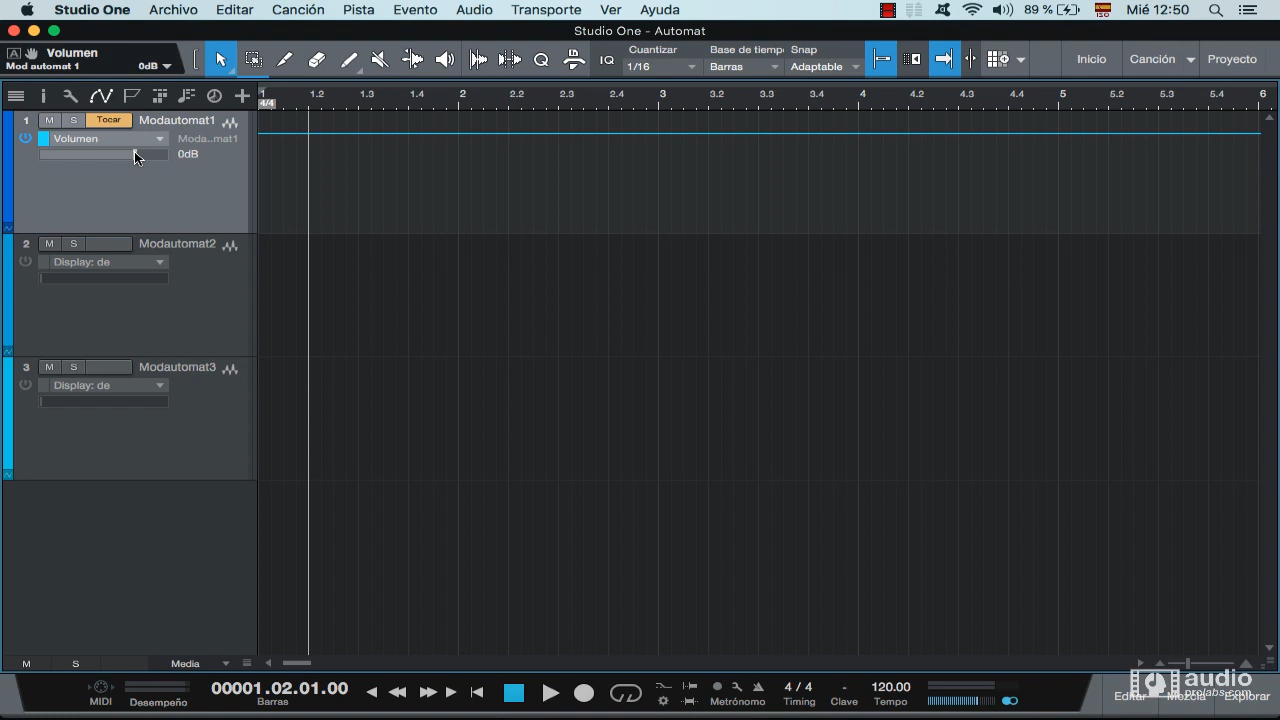 Studio One Archivo Editar Canción Pista Evento Audio Transporte Ver Ayuda 89 % ISO Mié 12:50
Studio One - Automat
A Volumen
Mod automat 1 0dB
IQ
Cuantizar
1/16
Base de tiempo
Barras
Snap
Adaptable
Inicio Canción Proyecto
1 1.2 1.3 1.4 2 2.2 2.3 2.4 3 3.2 3.3 3.4 4 4.2 4.3 4.4 5 5.2 5.3 5.4 6
4/4
1 M S Tocar Modautomat1
Volumen Moda..mat1
0dB
2 M S Modautomat2
Display: de
3 M S Modautomat3
Display: de
M S Media
MIDI
Desempeño
00001.02.01.00
Barras
Metrónomo
4 / 4
Timing
-
Clave
120.00
Tempo
Editar Mezcla Explorar
audio
prolabs.com